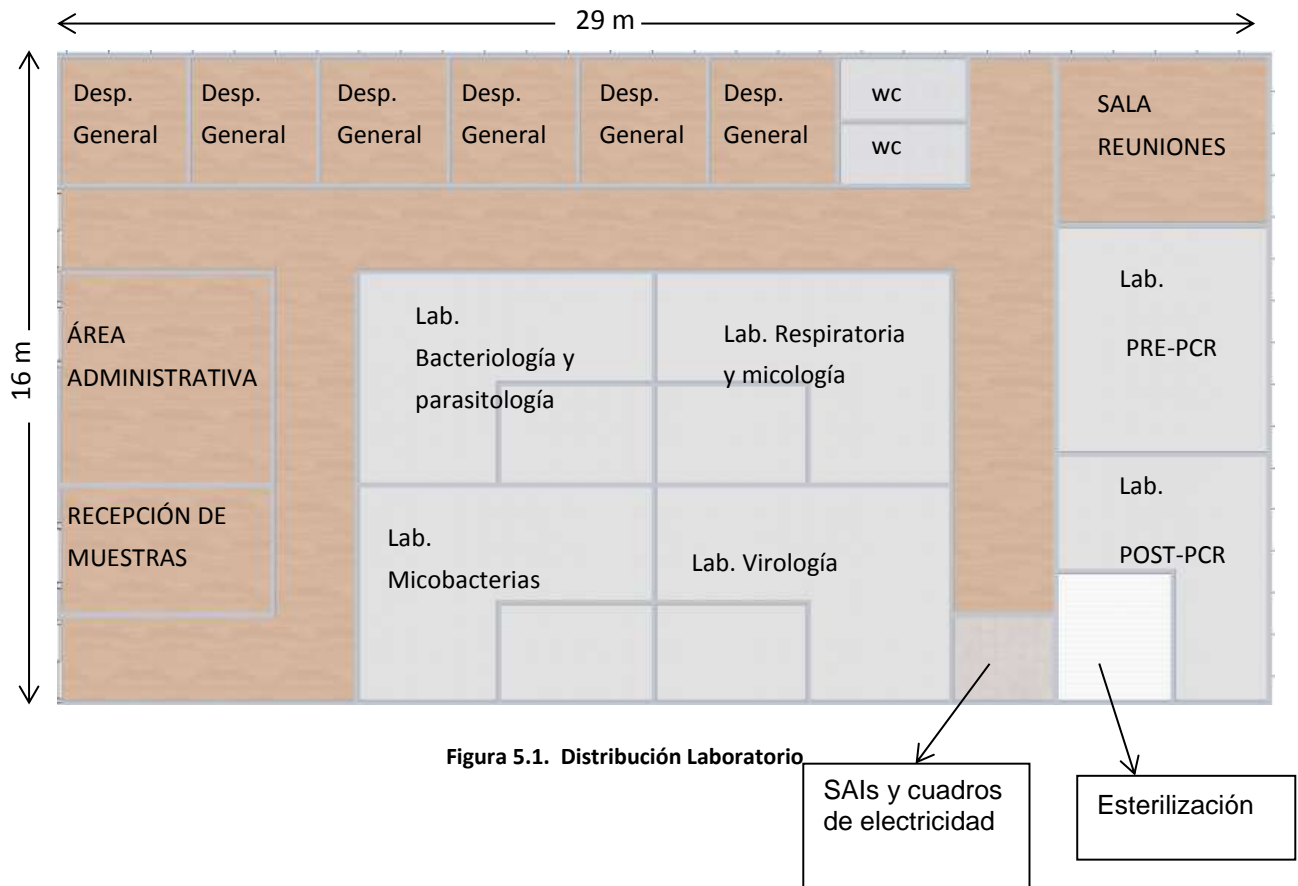 29 m
16 m
Desp.
General
Desp.
General
Desp.
General
Desp.
General
Desp.
General
Desp.
General
wc
wc
SALA
REUNIONES
ÁREA
ADMINISTRATIVA
RECEPCIÓN DE
MUESTRAS
Lab.
Bacteriología y
parasitología
Lab. Respiratoria
y micología
Lab.
PRE-PCR
Lab.
Micobacterias
Lab. Virología
Lab.
POST-PCR
Figura 5.1. Distribución Laboratorio
SAIs y cuadros
de electricidad
Esterilización